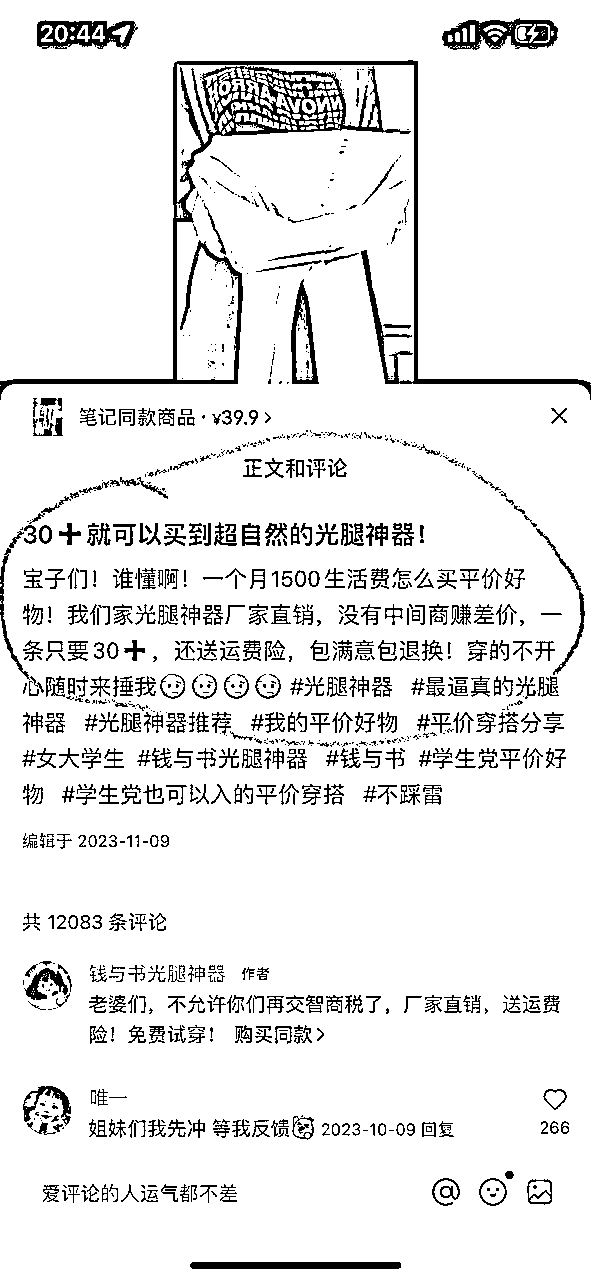 20:44
笔记同款商品 · ¥39.9 >
正文和评论
30➕就可以买到超自然的光腿神器！
宝子们！谁懂啊！一个月1500生活费怎么买平价好
物！我们家光腿神器厂家直销，没有中间商赚差价，一
条只要30➕，还送运费险，包满意包退换！穿的不开
心随时来捶我 #光腿神器 #最逼真的光腿
神器 #光腿神器推荐 #我的平价好物 #平价穿搭分享
#女大学生 #钱与书光腿神器 #钱与书 #学生党平价好
物 #学生党也可以入的平价穿搭 #不踩雷
编辑于 2023-11-09
共 12083 条评论
钱与书光腿神器 作者
老婆们，不允许你们再交智商税了，厂家直销，送运费
险！免费试穿！ 购买同款 >
唯一
姐妹们我先冲 等我反馈 2023-10-09 回复
266
爱评论的人运气都不差